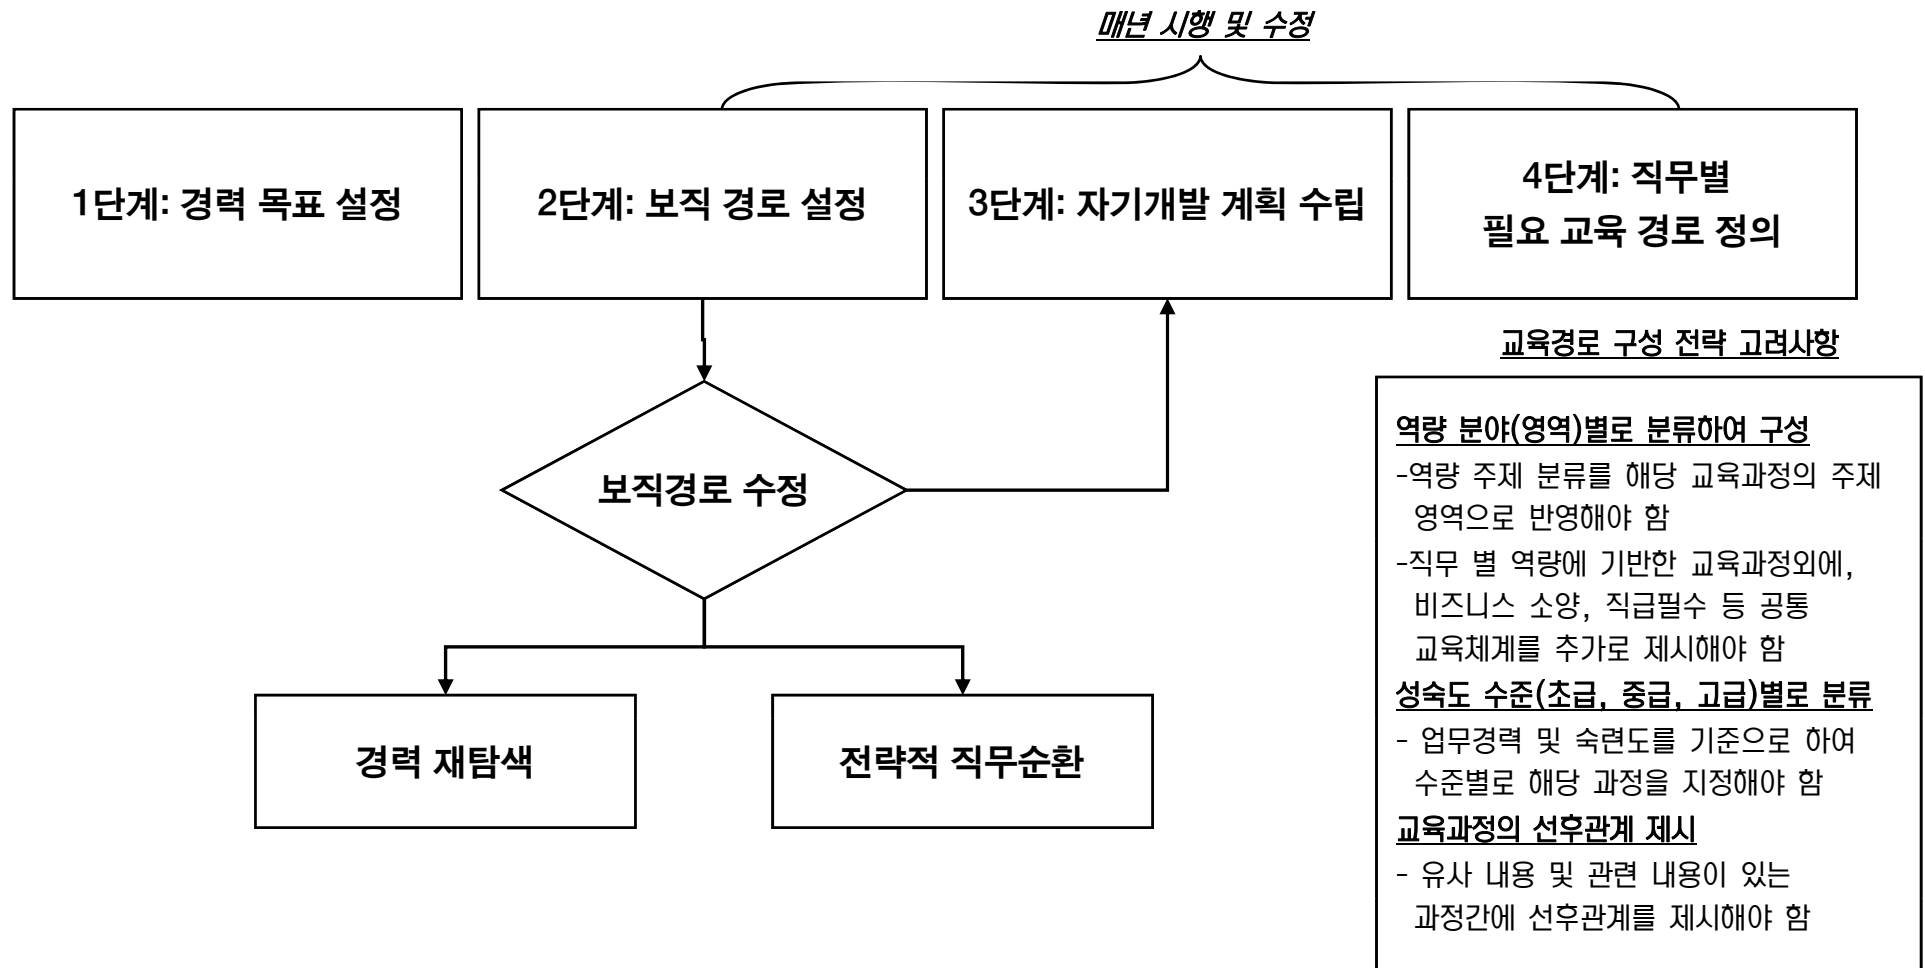 매년 시행 및 수정
1단계: 경력 목표 설정
2단계: 보직 경로 설정
3단계: 자기개발 계획 수립
4단계: 직무별
필요 교육 경로 정의
보직경로 수정
경력 재탐색
전략적 직무순환
교육경로 구성 전략 고려사항
역량 분야(영역)별로 분류하여 구성
-역량 주제 분류를 해당 교육과정의 주제
영역으로 반영해야 함
-직무 별 역량에 기반한 교육과정외에,
비즈니스 소양, 직급필수 등 공통
교육체계를 추가로 제시해야 함
성숙도 수준(초급, 중급, 고급)별로 분류
- 업무경력 및 숙련도를 기준으로 하여
수준별로 해당 과정을 지정해야 함
교육과정의 선후관계 제시
- 유사 내용 및 관련 내용이 있는
과정간에 선후관계를 제시해야 함